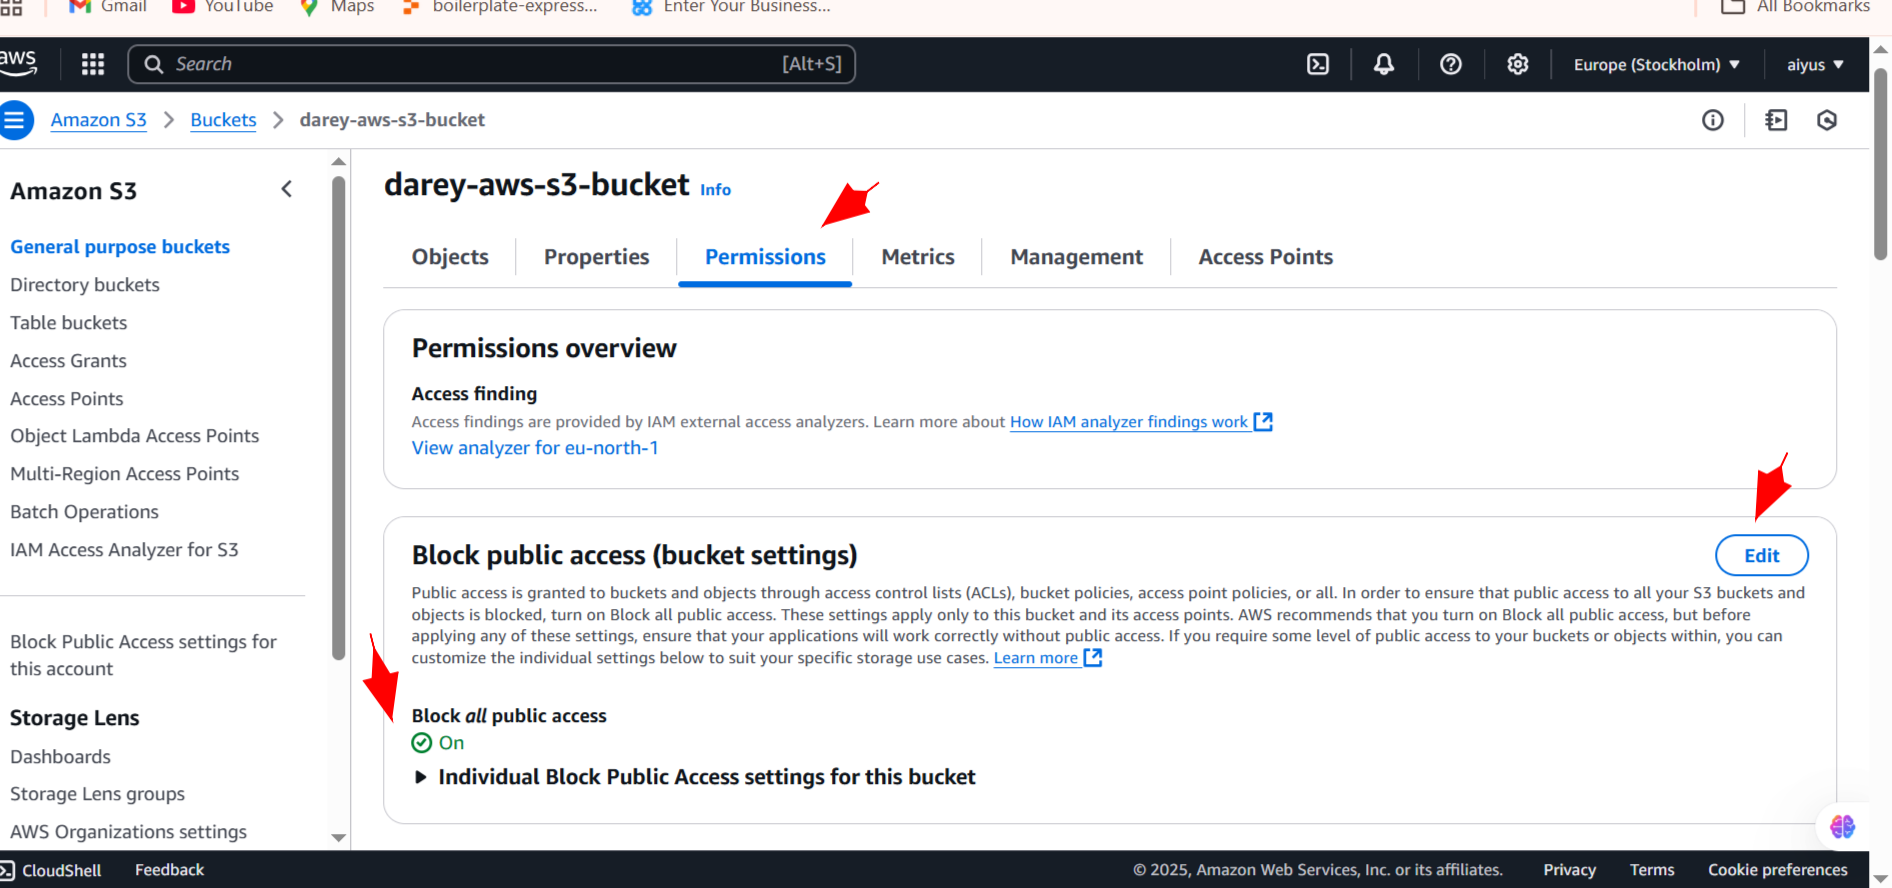 Gmail
YouTube
Maps
boilerplate-express...
Enter Your Business...
All Bookmarks
aws
Search
[Alt+S]
Europe (Stockholm)
aiyus
Amazon S3
Buckets
darey-aws-s3-bucket
Amazon S3
General purpose buckets
Directory buckets
Table buckets
Access Grants
Access Points
Object Lambda Access Points
Multi-Region Access Points
Batch Operations
IAM Access Analyzer for S3
Block Public Access settings for
this account
Storage Lens
Dashboards
Storage Lens groups
AWS Organizations settings
darey-aws-s3-bucket Info
Objects
Properties
Permissions
Metrics
Management
Access Points
Permissions overview
Access finding
Access findings are provided by IAM external access analyzers. Learn more about How IAM analyzer findings work
View analyzer for eu-north-1
Block public access (bucket settings)
Edit
Public access is granted to buckets and objects through access control lists (ACLs), bucket policies, access point policies, or all. In order to ensure that public access to all your S3 buckets and
objects is blocked, turn on Block all public access. These settings apply only to this bucket and its access points. AWS recommends that you turn on Block all public access, but before
applying any of these settings, ensure that your applications will work correctly without public access. If you require some level of public access to your buckets or objects within, you can
customize the individual settings below to suit your specific storage use cases. Learn more
Block all public access
On
Individual Block Public Access settings for this bucket
CloudShell
Feedback
© 2025, Amazon Web Services, Inc. or its affiliates.
Privacy
Terms
Cookie preferences